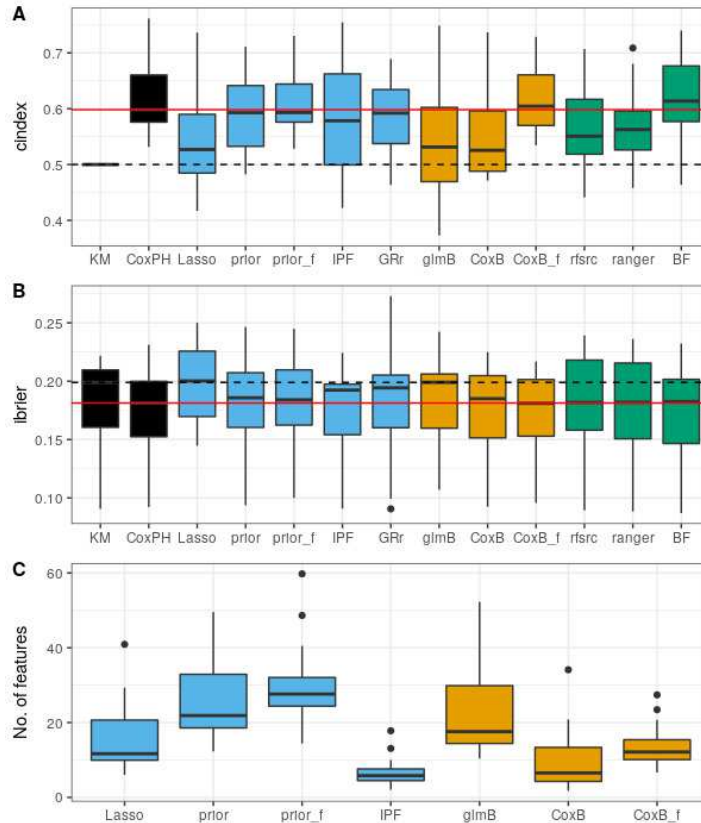 A
0.7
0.6
0.5
0.4
cindex
KM CoxPH Lasso prior prior_f IPF GRr glmB CoxB CoxB_f rfsrc ranger BF
B
0.25
0.20
0.15
0.10
ibrier
KM CoxPH Lasso prior prior_f IPF GRr glmB CoxB CoxB_f rfsrc ranger BF
C
60
40
20
0
No. of features
Lasso prior prior_f IPF glmB CoxB CoxB_f